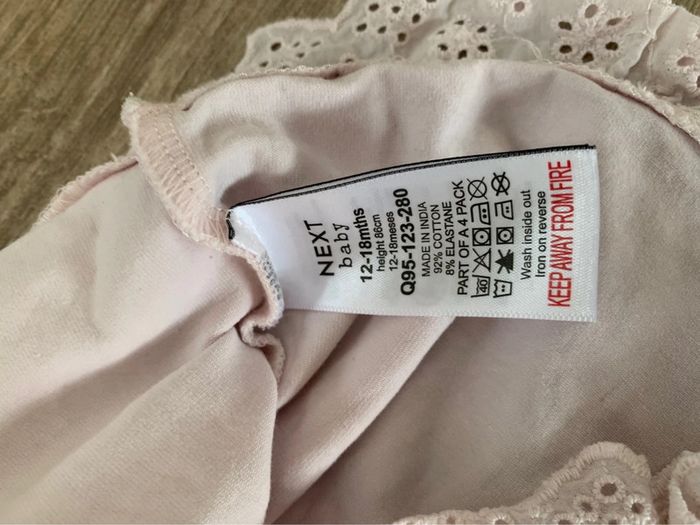 NEXT
baby
12-18mths
height 86cm
12-18meses
Q95-123-280
MADE IN INDIA
92% COTTON
8% ELASTANE
PART OF A 4 PACK
40
Wash inside out
Iron on reverse
KEEP AWAY FROM FIRE